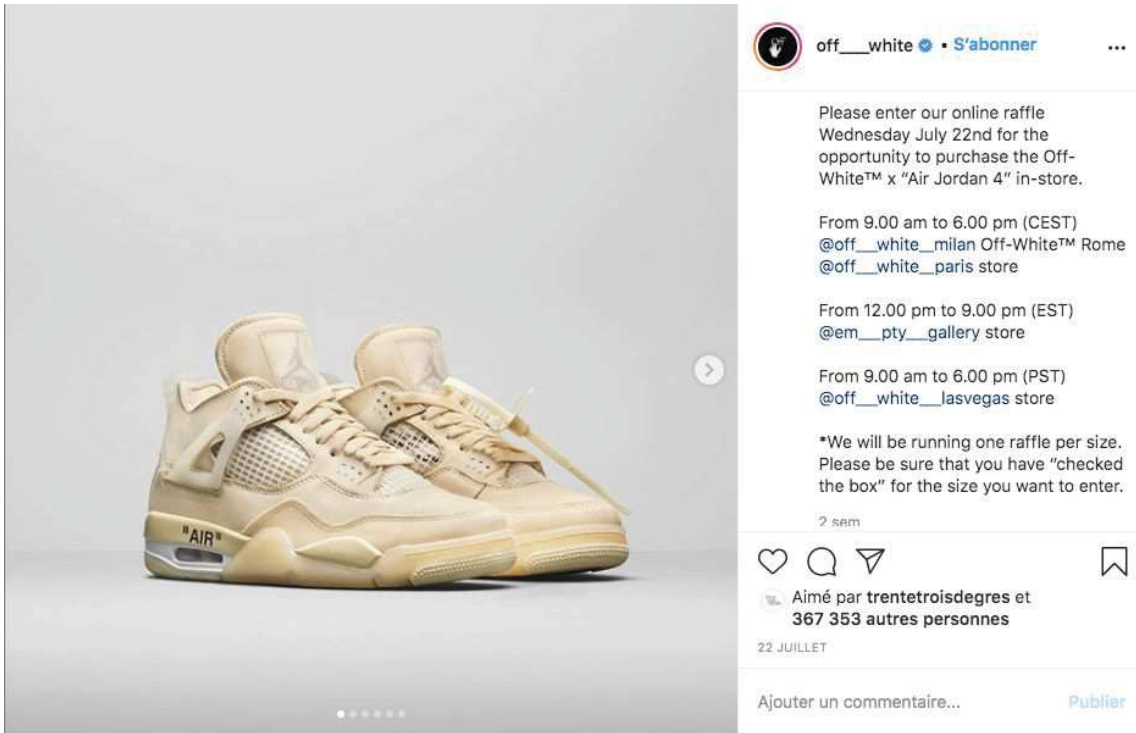 off___white • S'abonner
Please enter our online raffle
Wednesday July 22nd for the
opportunity to purchase the Off-
White™ x “Air Jordan 4” in-store.
From 9.00 am to 6.00 pm (CEST)
@off__white__milan Off-White™ Rome
@off__white__paris store
From 12.00 pm to 9.00 pm (EST)
@em__pty__gallery store
From 9.00 am to 6.00 pm (PST)
@off__white__lasvegas store
*We will be running one raffle per size.
Please be sure that you have “checked
the box” for the size you want to enter.
2 sem
"AIR"
Aimé par trentetroisdegres et
367 353 autres personnes
22 JUILLET
Ajouter un commentaire... Publier